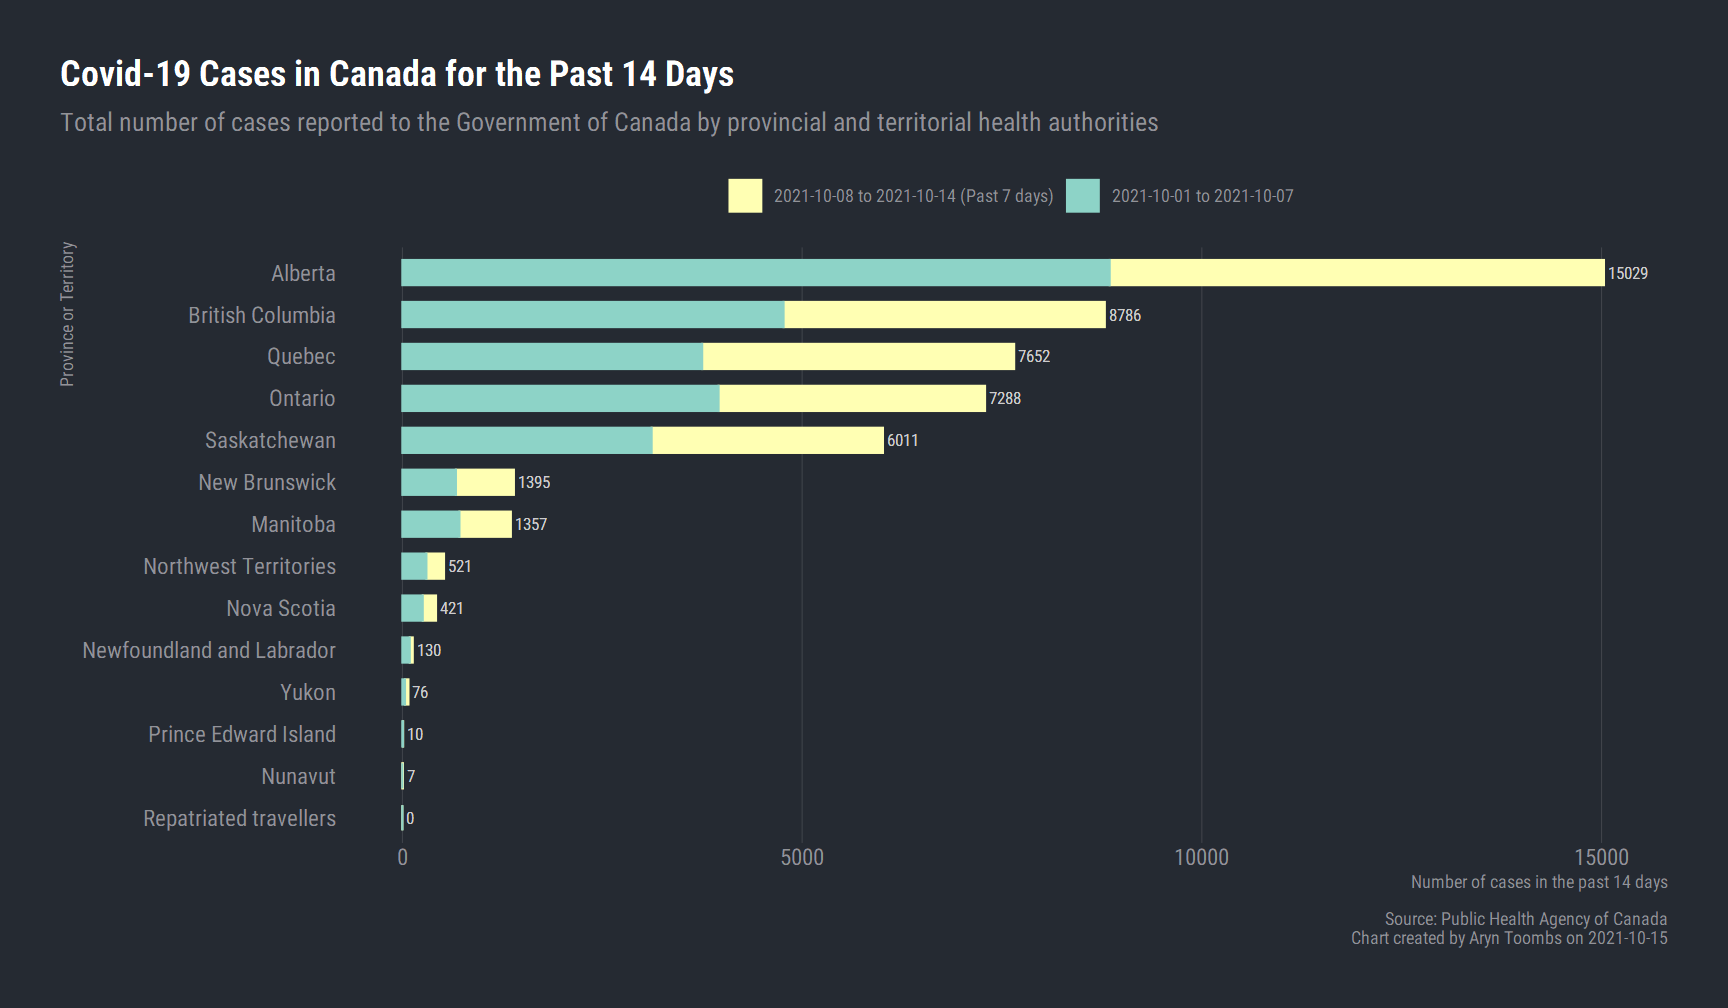 Covid-19 Cases in Canada for the Past 14 Days
Total number of cases reported to the Government of Canada by provincial and territorial health authorities
2021-10-08 to 2021-10-14 (Past 7 days) 2021-10-01 to 2021-10-07
Province or Territory
Alberta 15029
British Columbia 8786
Quebec 7652
Ontario 7288
Saskatchewan 6011
New Brunswick 1395
Manitoba 1357
Northwest Territories 521
Nova Scotia 421
Newfoundland and Labrador 130
Yukon 76
Prince Edward Island 10
Nunavut 7
Repatriated travellers 0
0 5000 10000 15000
Number of cases in the past 14 days
Source: Public Health Agency of Canada
Chart created by Aryn Toombs on 2021-10-15